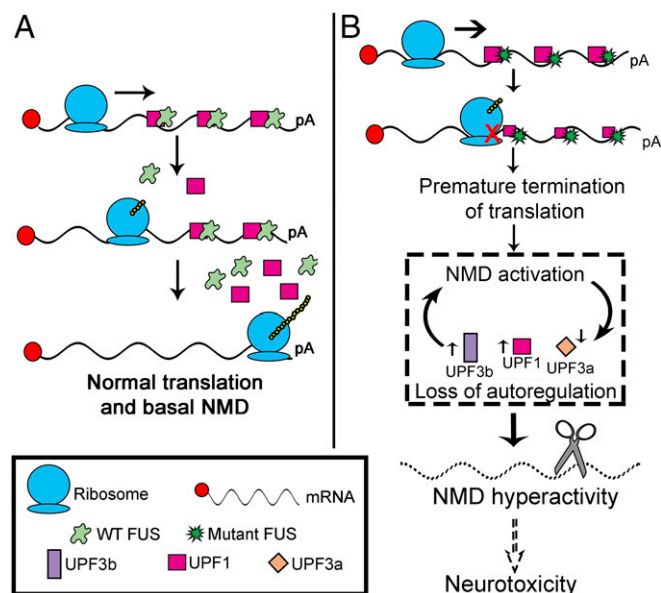 A
pA
pA
pA
Normal translation
and basal NMD
B
pA
X
pA
Premature termination
of translation
NMD activation
↑ UPF3b
↑ UPF1
↓ UPF3a
Loss of autoregulation
NMD hyperactivity
Neurotoxicity
Ribosome
mRNA
WT FUS
Mutant FUS
UPF3b
UPF1
UPF3a